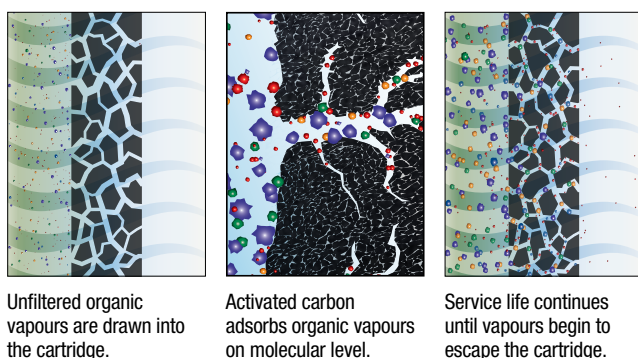 Unfiltered organic
vapours are drawn into
the cartridge.
Activated carbon
adsorbs organic vapours
on molecular level.
Service life continues
until vapours begin to
escape the cartridge.